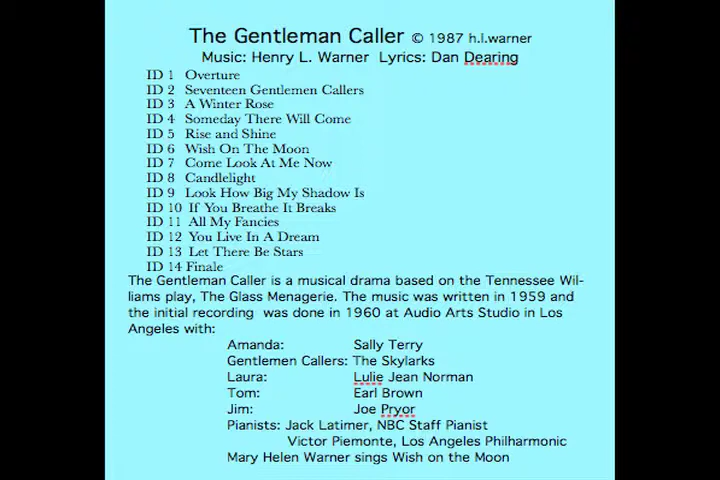 The Gentleman Caller © 1987 h.l.warner
Music: Henry L. Warner Lyrics: Dan Dearing
ID 1 Overture
ID 2 Seventeen Gentlemen Callers
ID 3 A Winter Rose
ID 4 Someday There Will Come
ID 5 Rise and Shine
ID 6 Wish On The Moon
ID 7 Come Look At Me Now
ID 8 Candlelight
ID 9 Look How Big My Shadow Is
ID 10 If You Breathe It Breaks
ID 11 All My Fancies
ID 12 You Live In A Dream
ID 13 Let There Be Stars
ID 14 Finale
The Gentleman Caller is a musical drama based on the Tennessee Wil-
liams play, The Glass Menagerie. The music was written in 1959 and
the initial recording was done in 1960 at Audio Arts Studio in Los
Angeles with:
Amanda: Sally Terry
Gentlemen Callers: The Skylarks
Laura: Lulie Jean Norman
Tom: Earl Brown
Jim: Joe Pryor
Pianists: Jack Latimer, NBC Staff Pianist
Victor Piemonte, Los Angeles Philharmonic
Mary Helen Warner sings Wish on the Moon